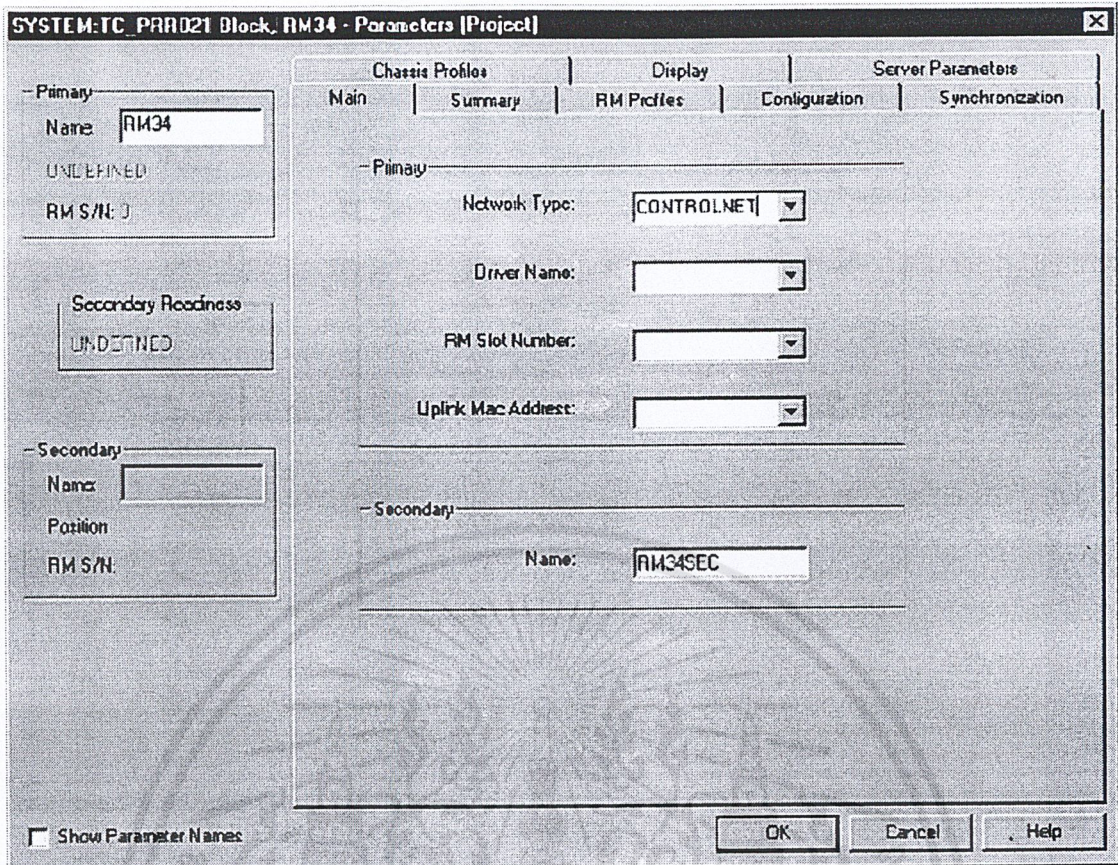 SYSTEM:TC_PRR021 Block, RM34 - Parameters [Project]
Primary
Name RM34
UNDEFINED
RM S/N: 0
Secondary Readiness
UNDEFINED
Secondary
Name:
Position
RM S/N:
Chassis Profiles Display Server Parameters
Main Summary RM Profiles Configuration Synchronization
Primary
Network Type: CONTROLNET
Driver Name:
RM Slot Number:
Uplink Mac Address:
Secondary
Name: RM34SEC
Show Parameter Names
OK Cancel Help